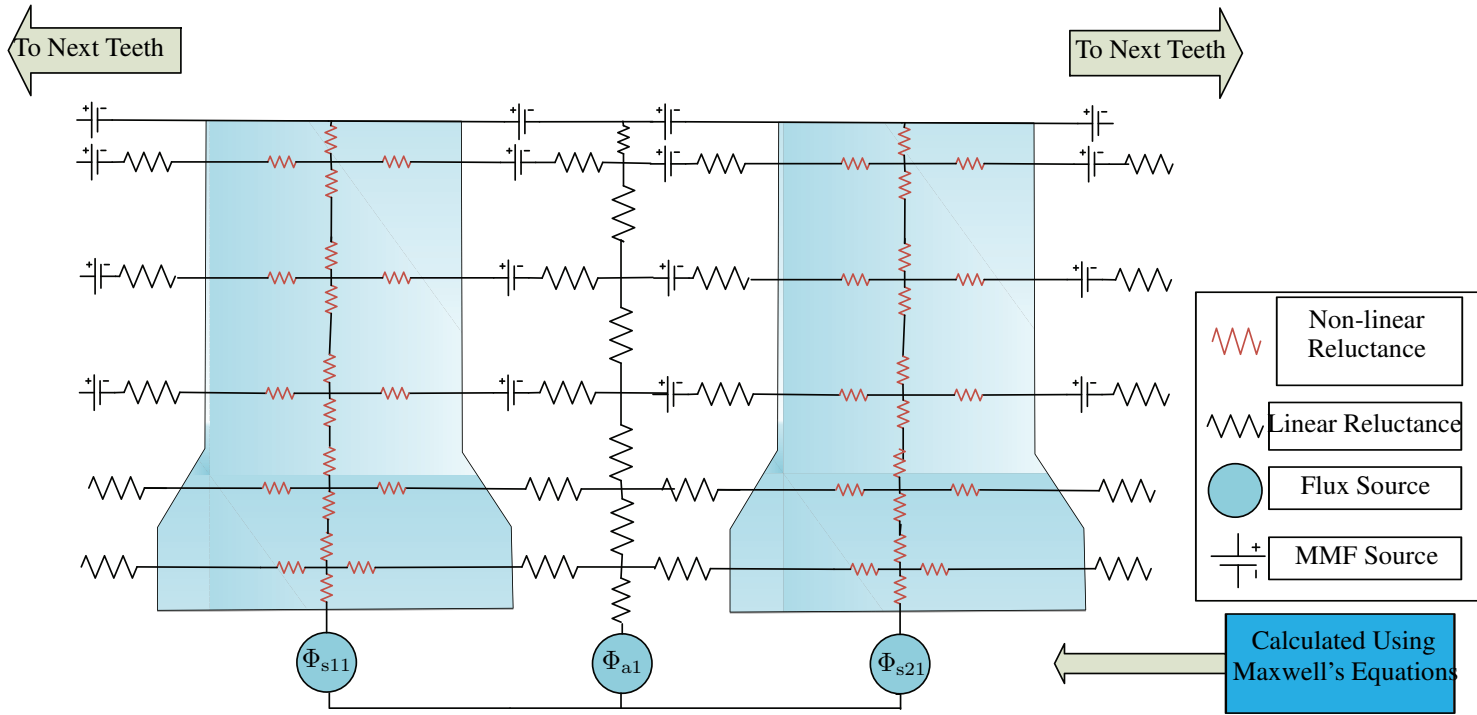 To Next Teeth
To Next Teeth
Non-linear
Reluctance
Linear Reluctance
Flux Source
MMF Source
Φs11
Φa1
Φs21
Calculated Using
Maxwell's Equations